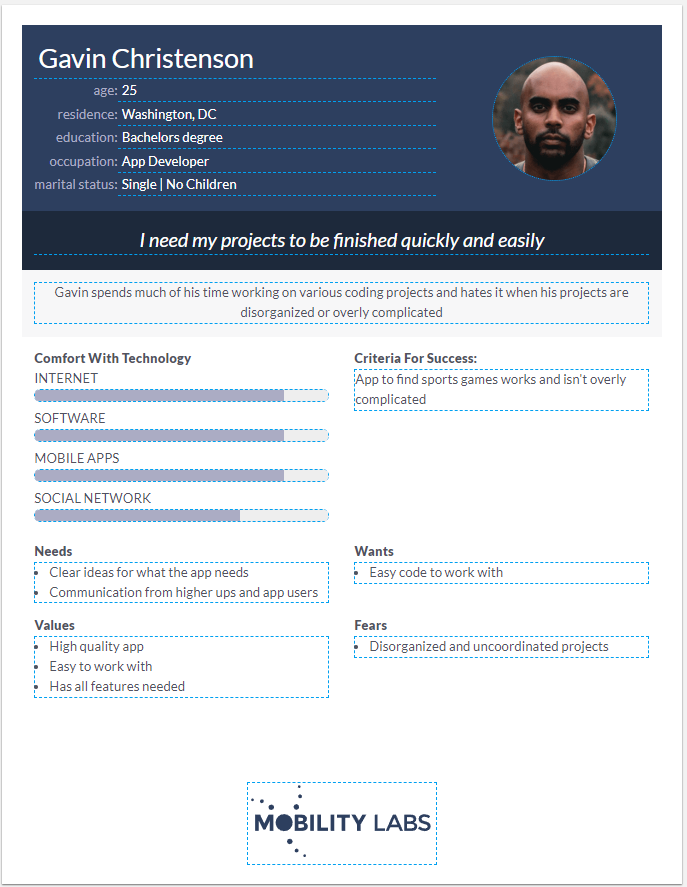 Gavin Christenson
age: 25
residence: Washington, DC
education: Bachelors degree
occupation: App Developer
marital status: Single | No Children
I need my projects to be finished quickly and easily
Gavin spends much of his time working on various coding projects and hates it when his projects are
disorganized or overly complicated
Comfort With Technology
INTERNET
SOFTWARE
MOBILE APPS
SOCIAL NETWORK
Criteria For Success:
App to find sports games works and isn't overly
complicated
Needs
• Clear ideas for what the app needs
• Communication from higher ups and app users
Wants
• Easy code to work with
Values
• High quality app
• Easy to work with
• Has all features needed
Fears
• Disorganized and uncoordinated projects
MOBILITY LABS